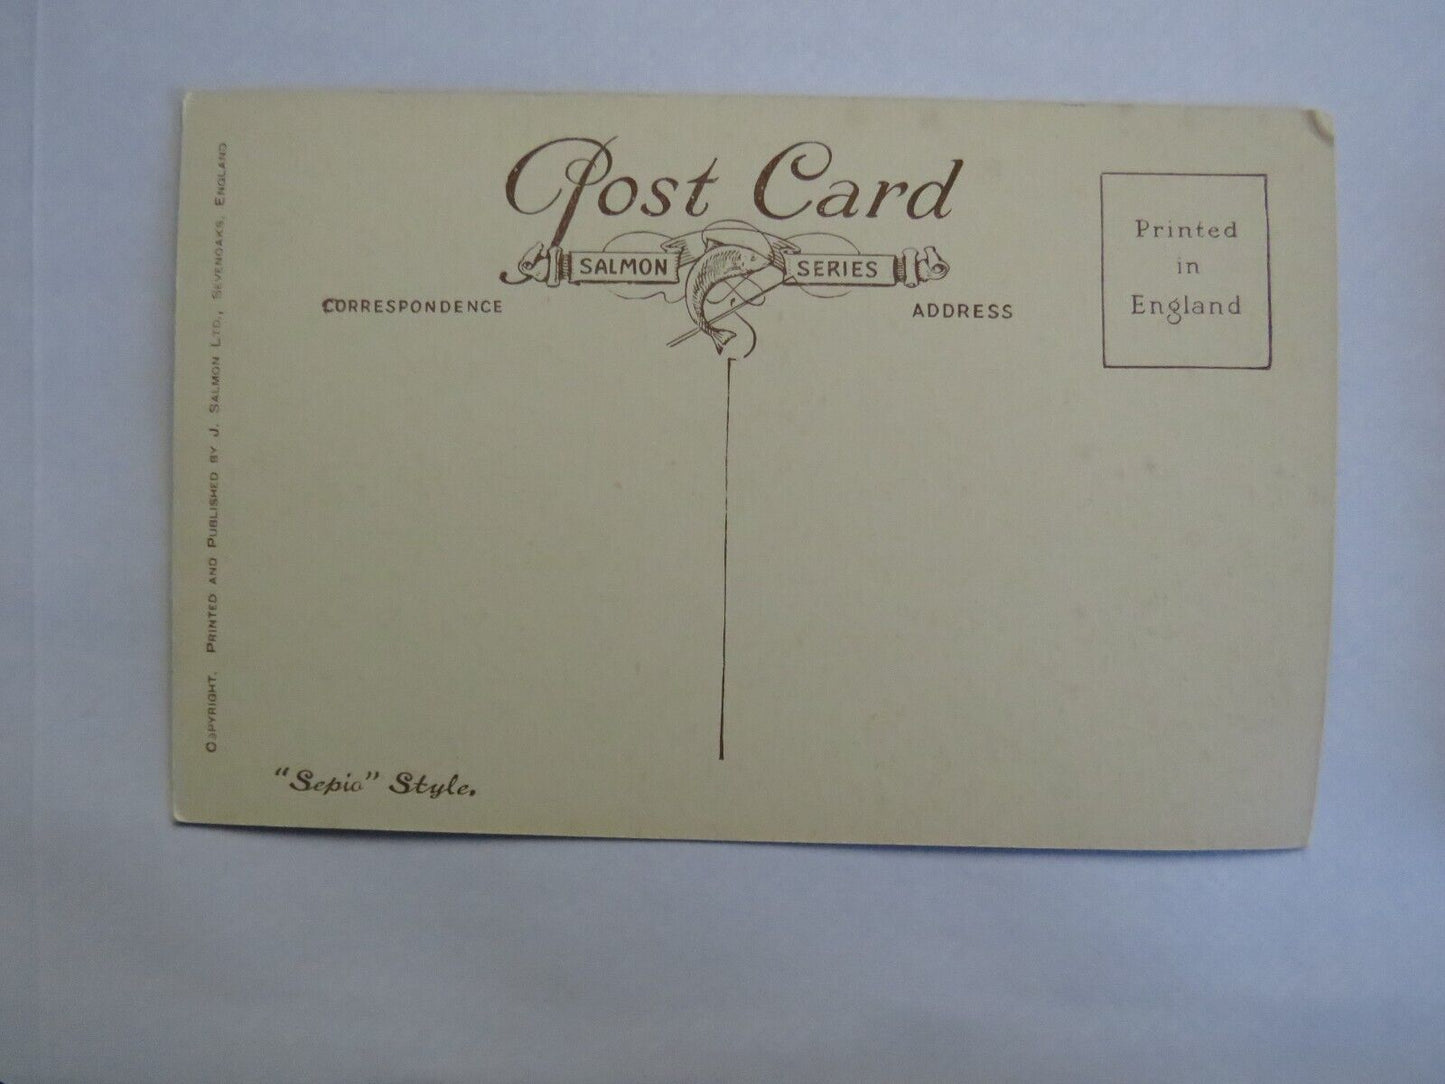 Post Card
SALMON SERIES
CORRESPONDENCE
ADDRESS
Printed
in
England
COPYRIGHT. PRINTED AND PUBLISHED BY J. SALMON LTD., SEVENOAKS, ENGLAND
"Sepio" Style.